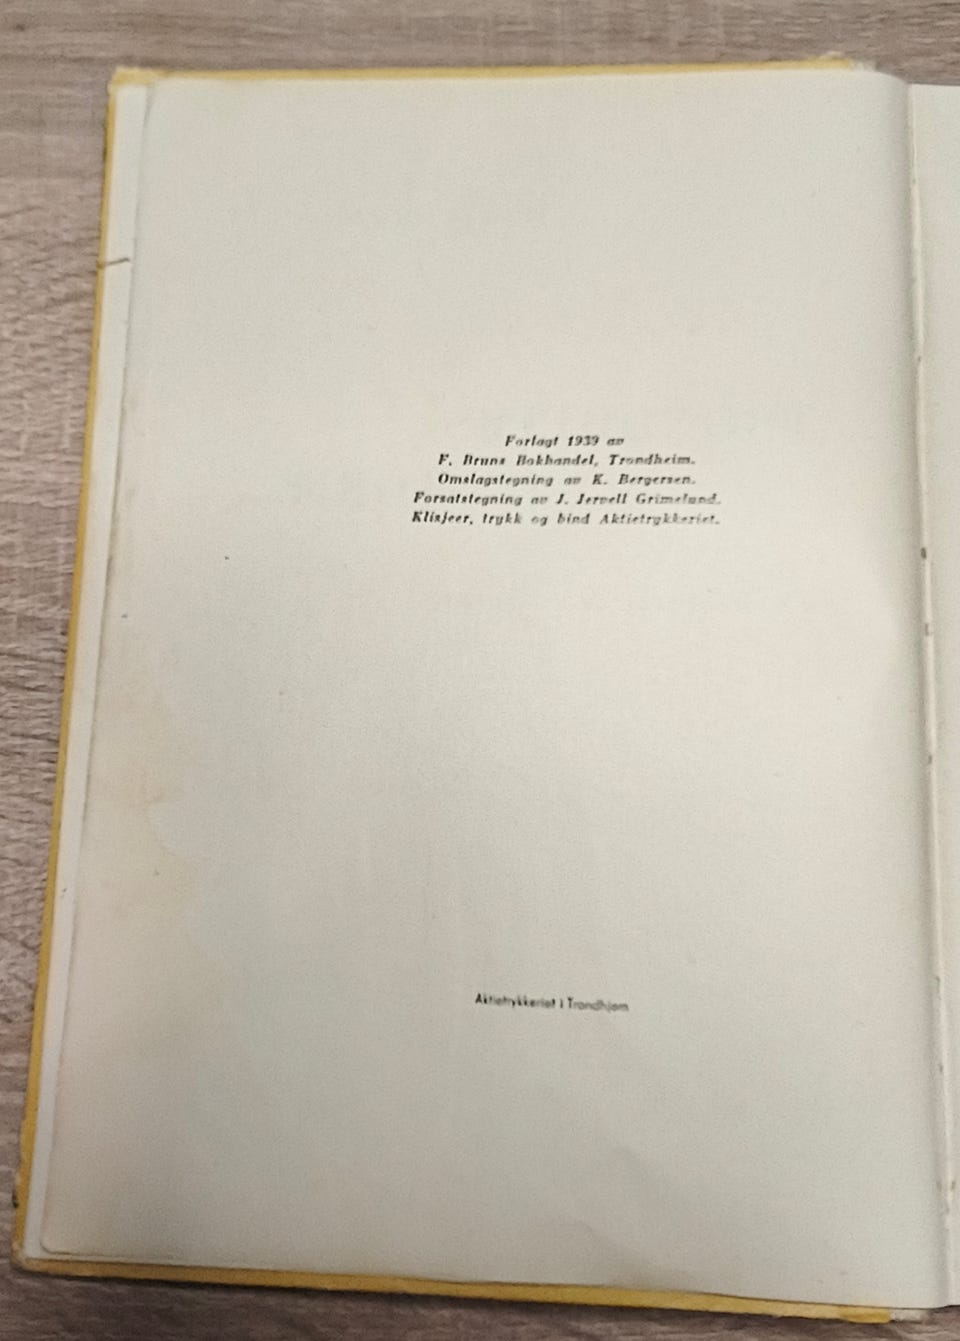 Forlagt 1939 av
F. Bruns Bokhandel, Trondheim.
Omslagstegning av K. Bergersen.
Forsatstegning av J. Jervell Grimelund.
Klisjeer, trykk og bind Aktietrykkeriet.
Aktietrykkeriet i Trondhjem